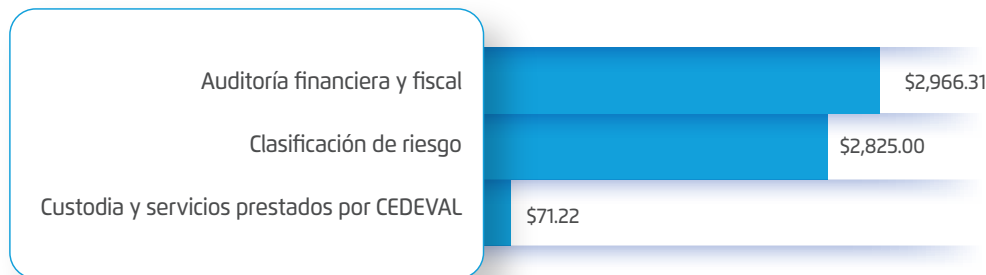 Auditoría financiera y fiscal $2,966.31
Clasificación de riesgo $2,825.00
Custodia y servicios prestados por CEDEVAL $71.22